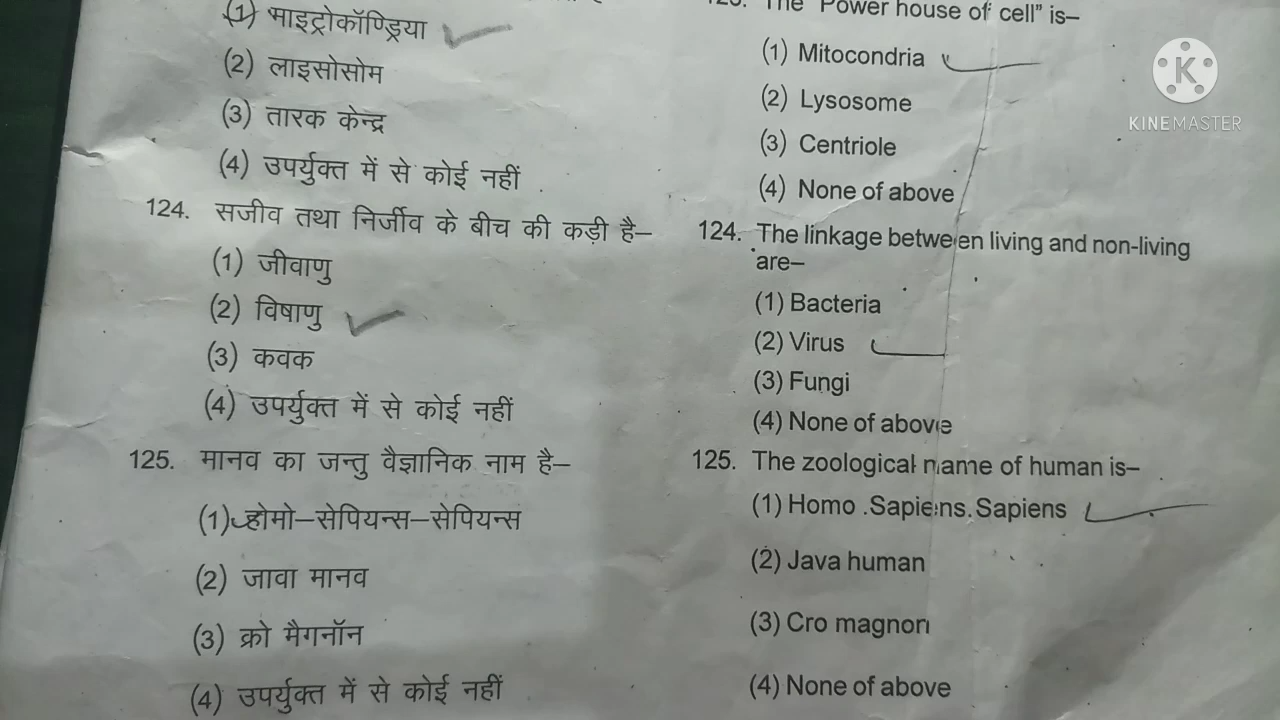 (1) माइट्रोकॉण्ड्रिया
(2) लाइसोसोम
(3) तारक केन्द्र
(4) उपर्युक्त में से कोई नहीं
124. सजीव तथा निर्जीव के बीच की कड़ी है–
(1) जीवाणु
(2) विषाणु
(3) कवक
(4) उपर्युक्त में से कोई नहीं
125. मानव का जन्तु वैज्ञानिक नाम है–
(1) होमो–सेपियन्स–सेपियन्स
(2) जावा मानव
(3) क्रो मैगनॉन
(4) उपर्युक्त में से कोई नहीं
The "Power house of cell" is–
(1) Mitocondria
(2) Lysosome
(3) Centriole
(4) None of above
124. The linkage between living and non-living
are–
(1) Bacteria
(2) Virus
(3) Fungi
(4) None of above
125. The zoological name of human is–
(1) Homo Sapiens Sapiens
(2) Java human
(3) Cro magnon
(4) None of above
K
KINEMASTER